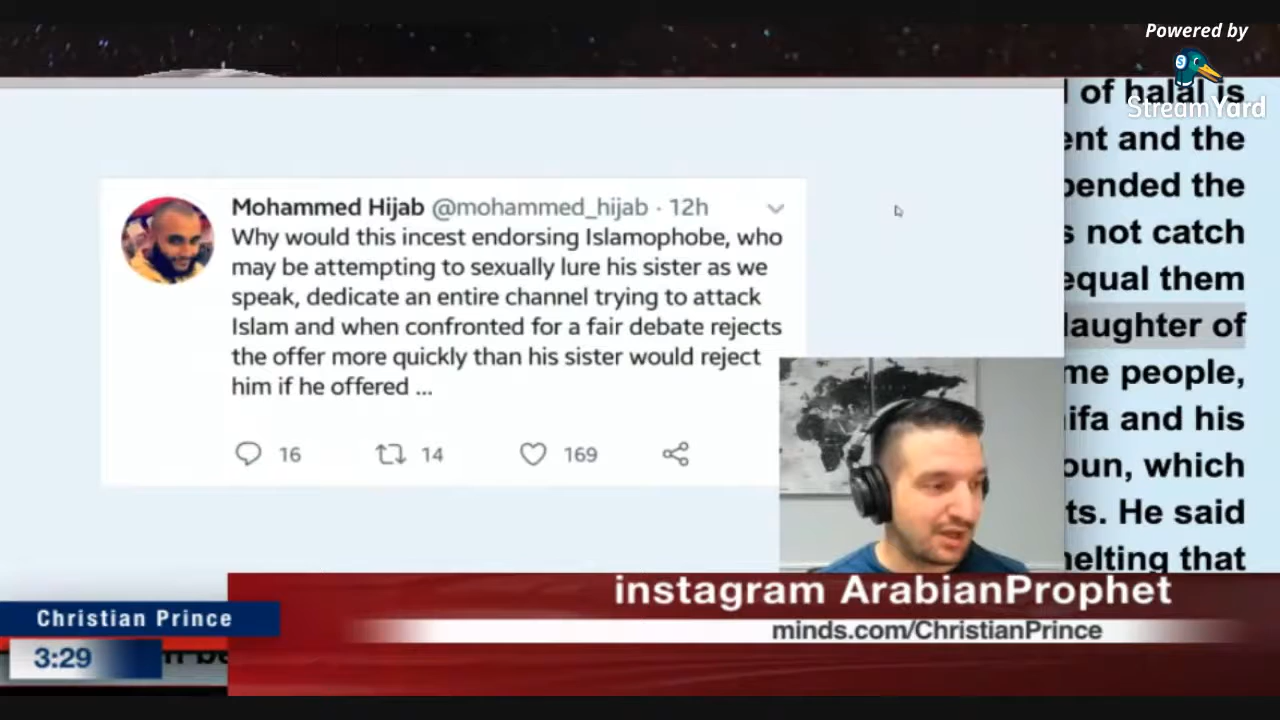 Powered by
StreamYard
of halal is
ent and the
pended the
not catch
equal them
laughter of
me people,
ifa and his
oun, which
ts. He said
nelting that
Mohammed Hijab @mohammed_hijab · 12h
Why would this incest endorsing Islamophobe, who
may be attempting to sexually lure his sister as we
speak, dedicate an entire channel trying to attack
Islam and when confronted for a fair debate rejects
the offer more quickly than his sister would reject
him if he offered ...
16 14 169
instagram ArabianProphet
minds.com/ChristianPrince
Christian Prince
3:29